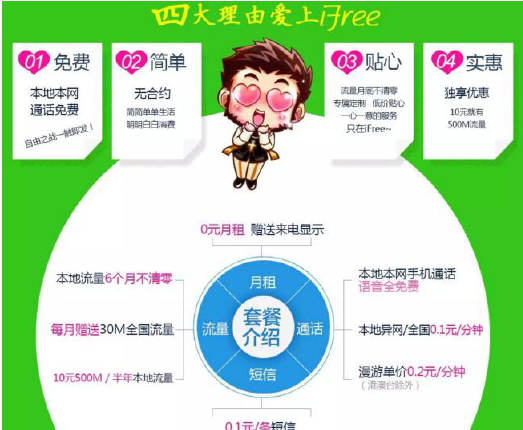 四大理由爱上iFree
01 免费
本地本网
通话免费
自由之战一触即发！
02 简单
无合约
简简单单生活
明明白白消费
03 贴心
流量月底不清零
专属定制 低价贴心
一心一意的服务
只在iFree~
04 实惠
独享优惠
10元就有
500M流量
0元月租 赠送来电显示
本地流量6个月不清零
每月赠送30M全国流量
10元500M / 半年本地流量
月租
流量
套餐
介绍
通话
短信
本地本网手机通话
语音全免费
本地异网/全国0.1元/分钟
漫游单价0.2元/分钟
（港澳台除外）
0.1元/条短信